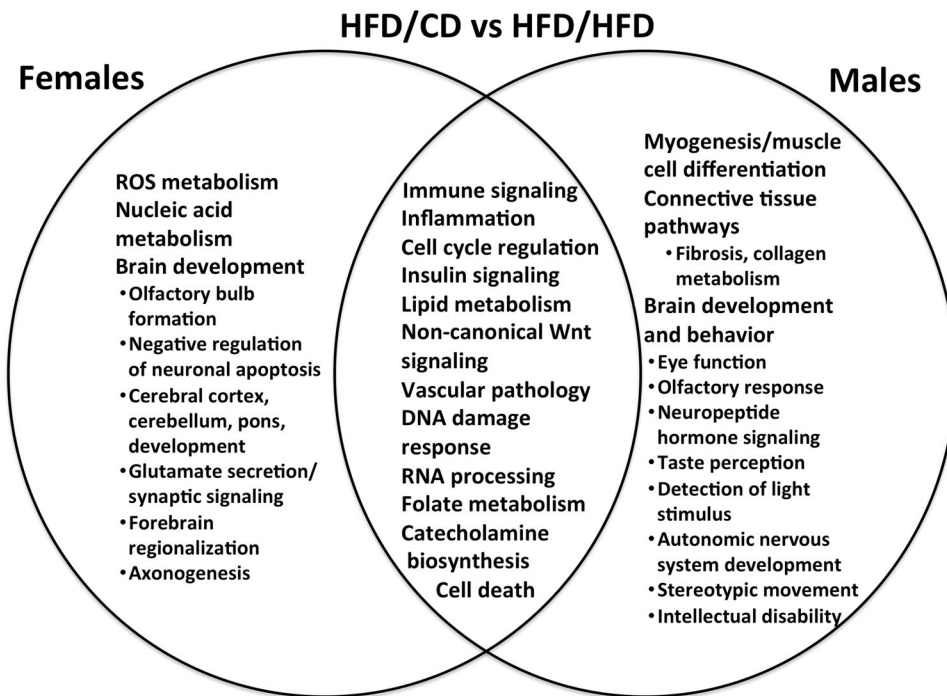 HFD/CD vs HFD/HFD
Females
Males
ROS metabolism
Nucleic acid
metabolism
Brain development
•Olfactory bulb
formation
•Negative regulation
of neuronal apoptosis
•Cerebral cortex,
cerebellum, pons,
development
•Glutamate secretion/
synaptic signaling
•Forebrain
regionalization
•Axonogenesis
Immune signaling
Inflammation
Cell cycle regulation
Insulin signaling
Lipid metabolism
Non-canonical Wnt
signaling
Vascular pathology
DNA damage
response
RNA processing
Folate metabolism
Catecholamine
biosynthesis
Cell death
Myogenesis/muscle
cell differentiation
Connective tissue
pathways
•Fibrosis, collagen
metabolism
Brain development
and behavior
•Eye function
•Olfactory response
•Neuropeptide
hormone signaling
•Taste perception
•Detection of light
stimulus
•Autonomic nervous
system development
•Stereotypic movement
•Intellectual disability